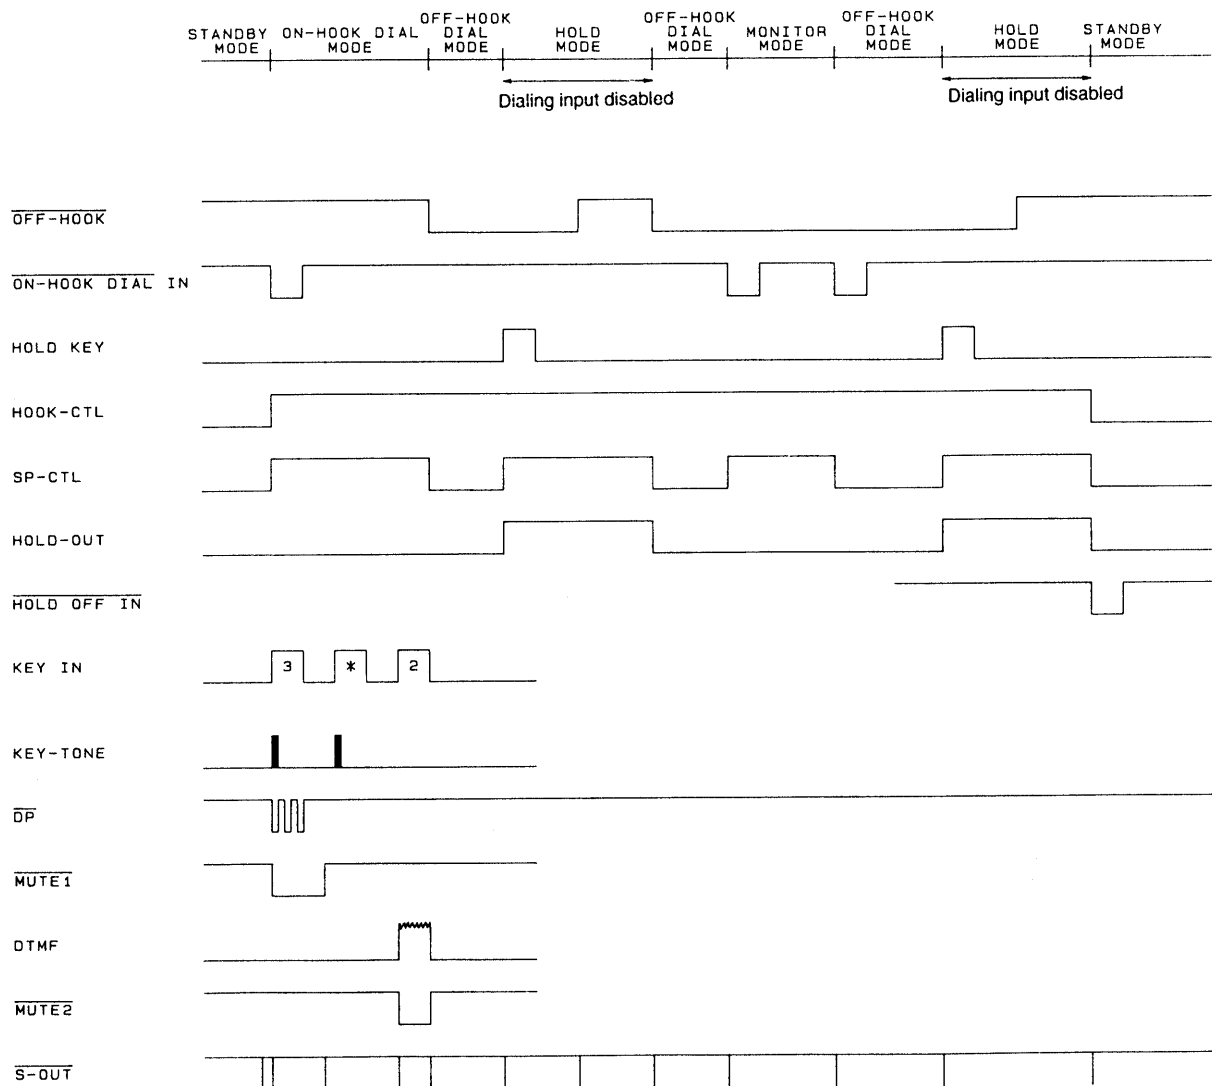 STANDBY MODE
ON-HOOK DIAL MODE
OFF-HOOK DIAL MODE
HOLD MODE
OFF-HOOK DIAL MODE
MONITOR MODE
OFF-HOOK DIAL MODE
HOLD MODE
STANDBY MODE
Dialing input disabled
Dialing input disabled
OFF-HOOK
ON-HOOK DIAL IN
HOLD KEY
HOOK-CTL
SP-CTL
HOLD-OUT
HOLD OFF IN
KEY IN
3
*
2
KEY-TONE
DP
MUTE1
DTMF
MUTE2
S-OUT